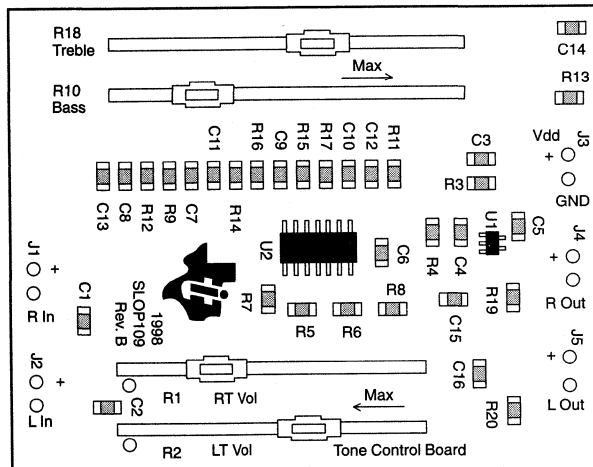 R18
Treble
C14
Max
R10
Bass
R13
C11
R16
C9
R15
R17
C10
C12
R11
C3
Vdd
J3
+
R3
GND
C13
C8
R12
R9
C7
R14
U2
C6
R4
C4
U1
C5
J4
+
R Out
J1
+
R In
C1
1998
SLOP109
Rev. B
R7
R5
R6
R8
C15
R19
J5
+
L Out
J2
+
L In
C2
R1
RT Vol
Max
C16
R20
R2
LT Vol
Tone Control Board